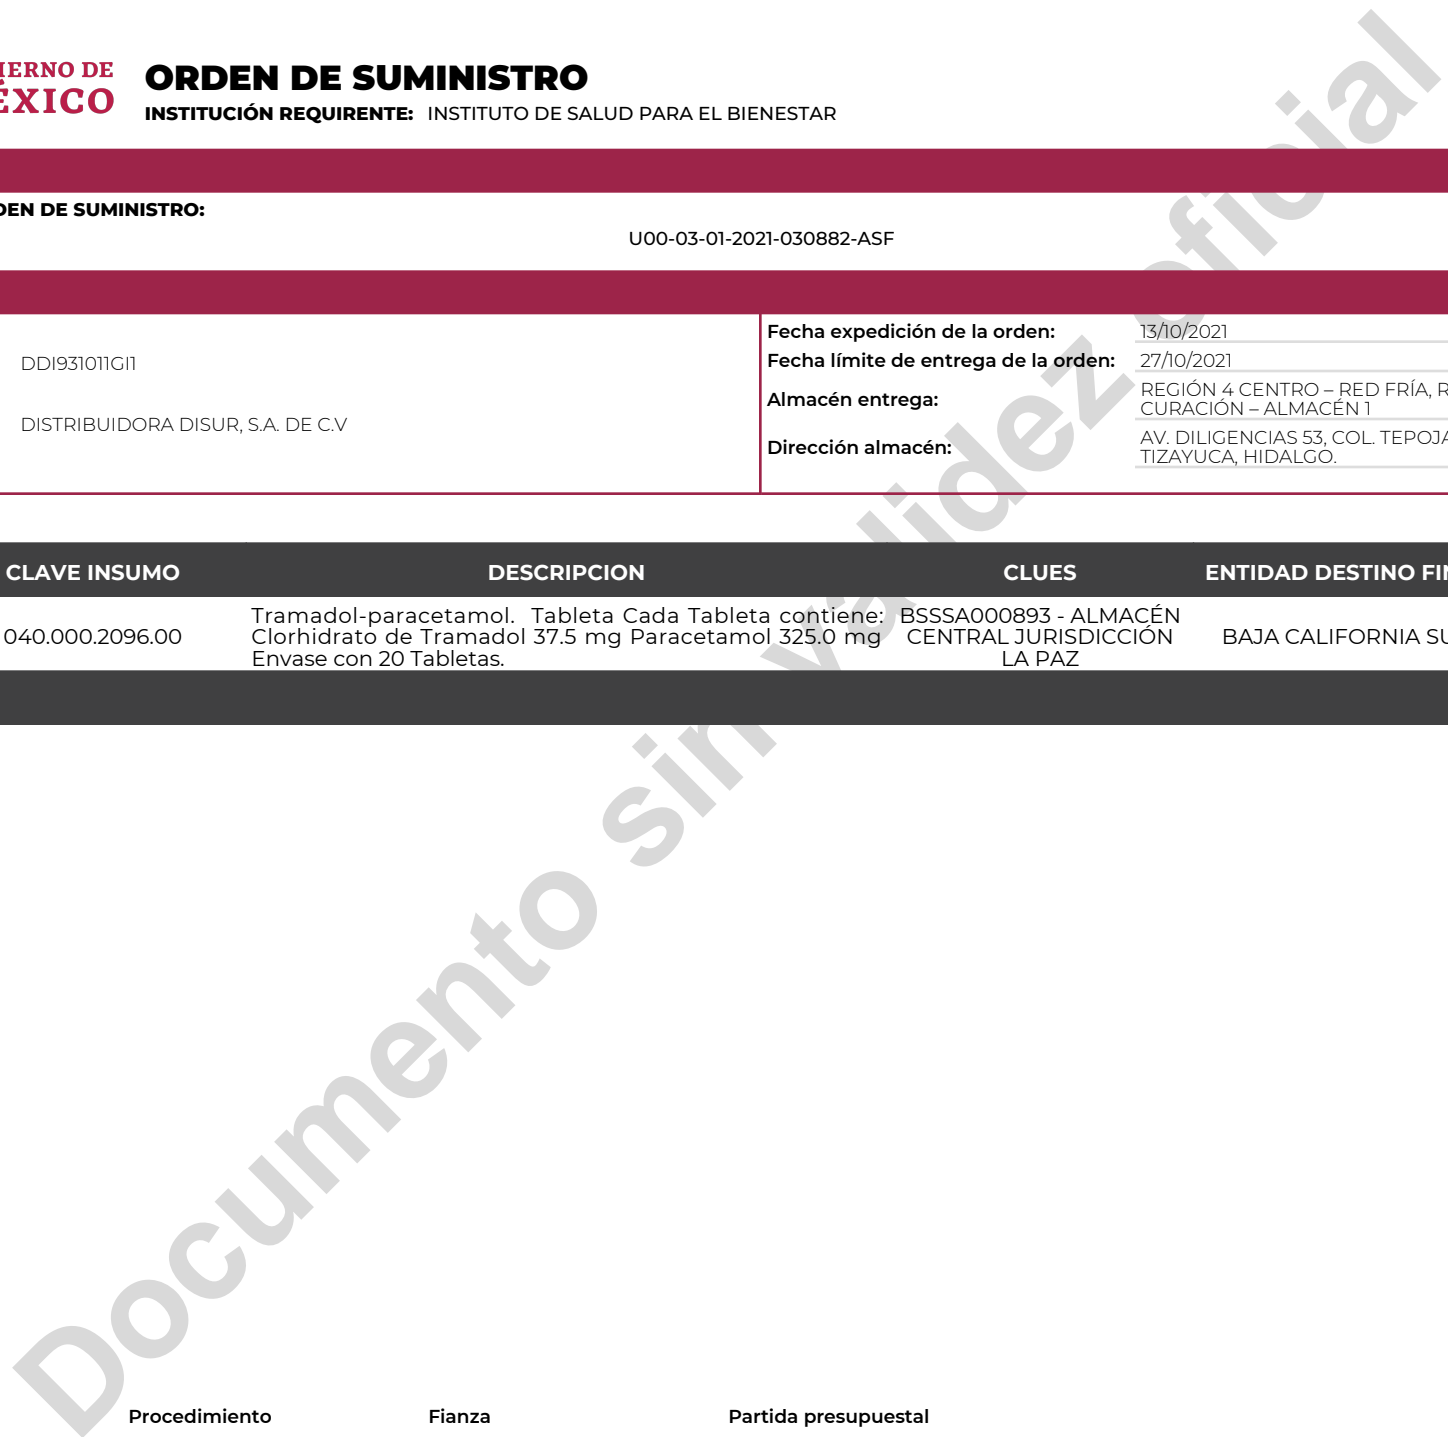 IERNO DE
ÉXICO
ORDEN DE SUMINISTRO
INSTITUCIÓN REQUIRENTE: INSTITUTO DE SALUD PARA EL BIENESTAR
DEN DE SUMINISTRO:
U00-03-01-2021-030882-ASF
DDI931011GI1
DISTRIBUIDORA DISUR, S.A. DE C.V
Fecha expedición de la orden: 13/10/2021
Fecha límite de entrega de la orden: 27/10/2021
Almacén entrega: REGIÓN 4 CENTRO – RED FRÍA, R
CURACIÓN – ALMACÉN 1
Dirección almacén: AV. DILIGENCIAS 53, COL. TEPOJA
TIZAYUCA, HIDALGO.
CLAVE INSUMO DESCRIPCION CLUES ENTIDAD DESTINO FIN
040.000.2096.00
Tramadol-paracetamol. Tableta Cada Tableta contiene:
Clorhidrato de Tramadol 37.5 mg Paracetamol 325.0 mg
Envase con 20 Tabletas.
BSSSA000893 - ALMACÉN
CENTRAL JURISDICCIÓN
LA PAZ
BAJA CALIFORNIA SU
Documento sin validez oficial
Procedimiento Fianza Partida presupuestal